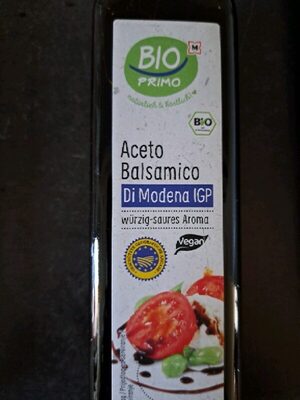 M
BIO
PRIMO
natürlich & köstlich!
BiO
Aceto
Balsamico
Di Modena IGP
würzig-saures Aroma
Vegan